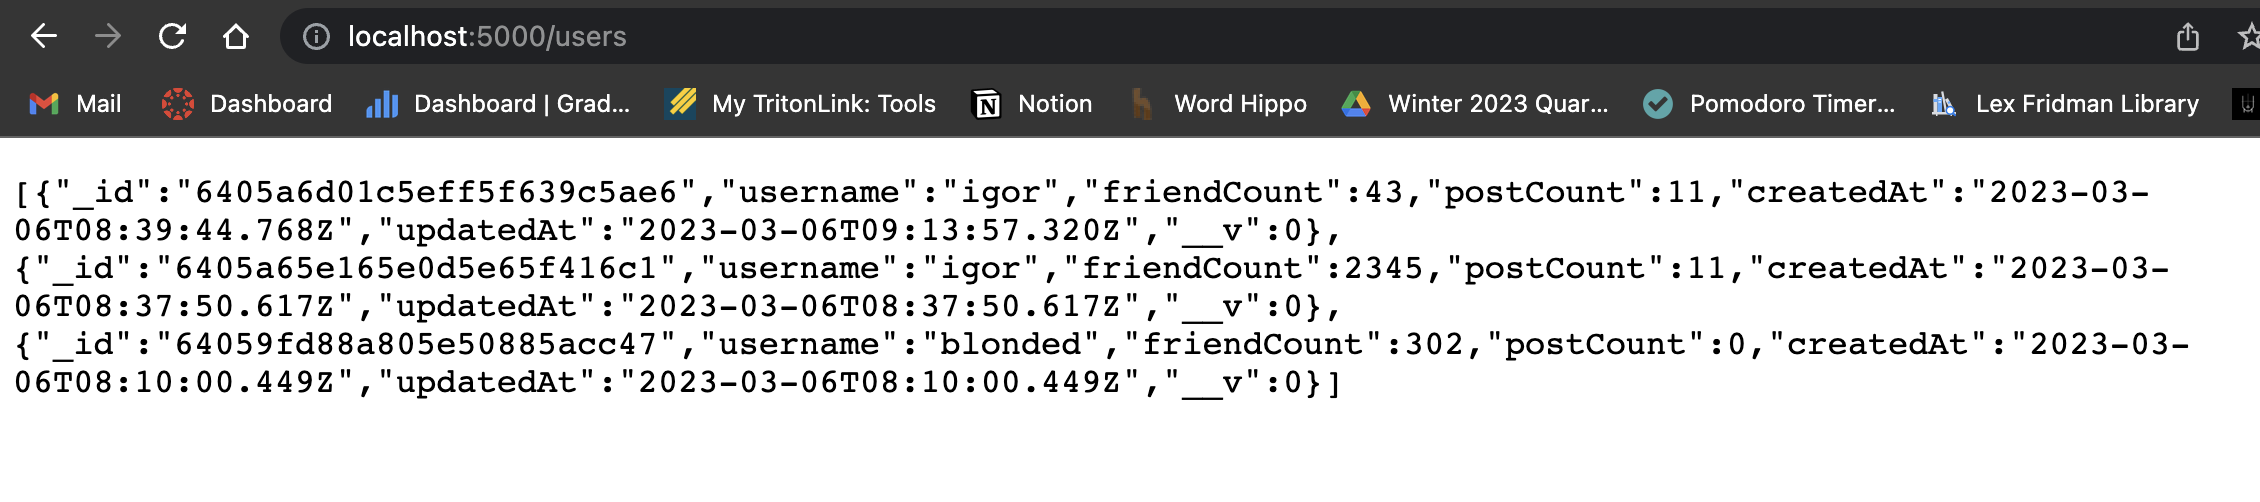 localhost:5000/users
Mail Dashboard Dashboard | Grad... My TritonLink: Tools Notion Word Hippo Winter 2023 Quar... Pomodoro Timer... Lex Fridman Library
[{"_id":"6405a6d01c5eff5f639c5ae6","username":"igor","friendCount":43,"postCount":11,"createdAt":"2023-03-
06T08:39:44.768Z","updatedAt":"2023-03-06T09:13:57.320Z","__v":0},
{"_id":"6405a65e165e0d5e65f416c1","username":"igor","friendCount":2345,"postCount":11,"createdAt":"2023-03-
06T08:37:50.617Z","updatedAt":"2023-03-06T08:37:50.617Z","__v":0},
{"_id":"64059fd88a805e50885acc47","username":"blonded","friendCount":302,"postCount":0,"createdAt":"2023-03-
06T08:10:00.449Z","updatedAt":"2023-03-06T08:10:00.449Z","__v":0}]